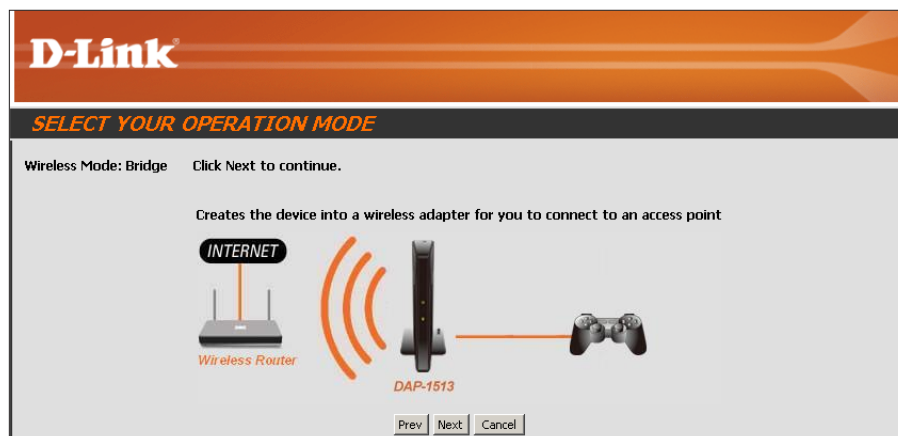 D-Link®
SELECT YOUR OPERATION MODE
Wireless Mode: Bridge Click Next to continue.
Creates the device into a wireless adapter for you to connect to an access point
INTERNET
Wireless Router
DAP-1513
Prev Next Cancel